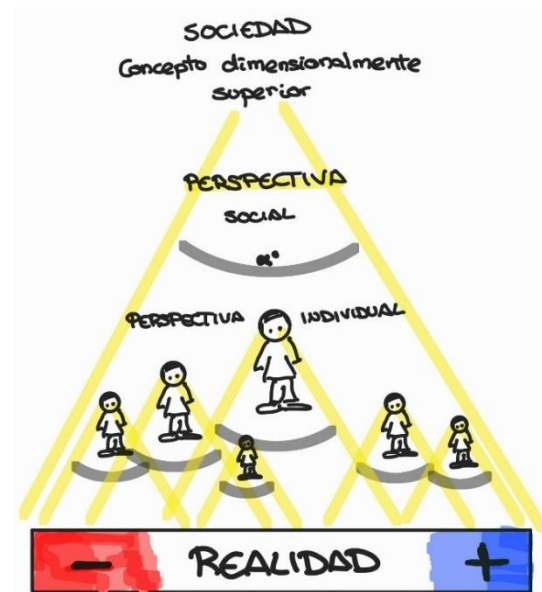 SOCIEDAD
Concepto dimensionalmente
superior
PERSPECTIVA
SOCIAL
α°
PERSPECTIVA INDIVIDUAL
- REALIDAD +